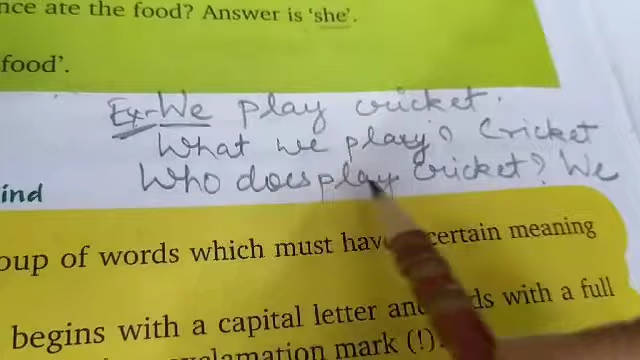 nce ate the food? Answer is 'she'.
food'.
Ex- We play cricket.
What we play? Cricket
Who does play cricket? We
ind
oup of words which must have certain meaning
begins with a capital letter and ds with a full
mark (!).